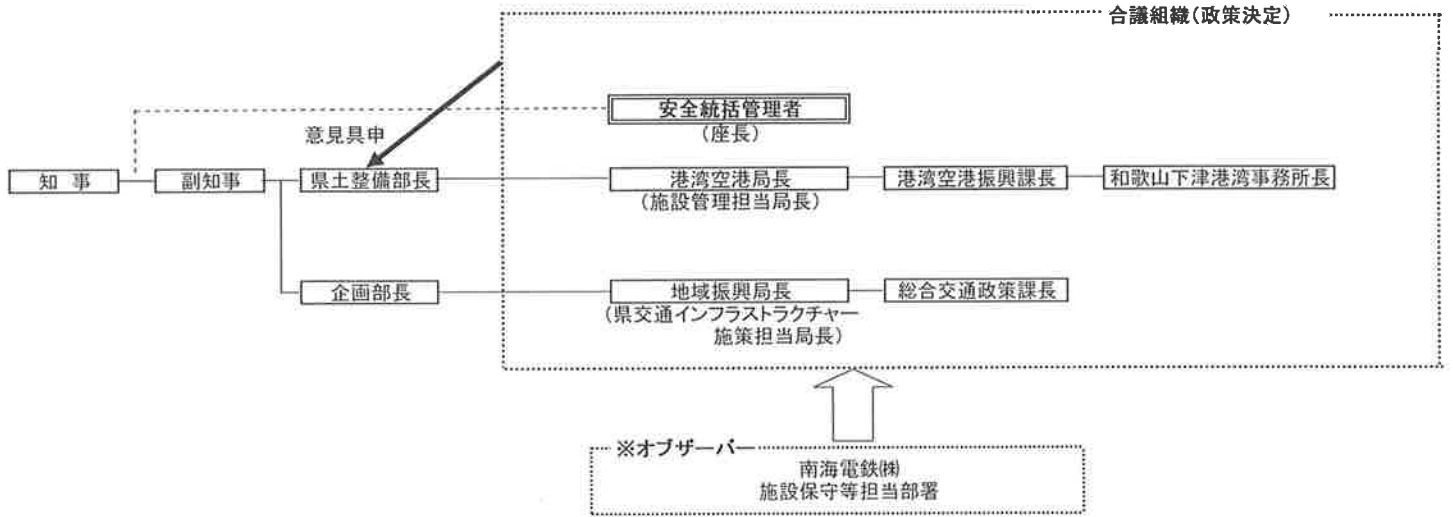 合議組織(政策決定)
安全統括管理者
(座長)
意見具申
知 事
副知事
県土整備部長
港湾空港局長
(施設管理担当局長)
港湾空港振興課長
和歌山下津港湾事務所長
企画部長
地域振興局長
(県交通インフラストラクチャー
施策担当局長)
総合交通政策課長
※オブザーバー
南海電鉄㈱
施設保守等担当部署